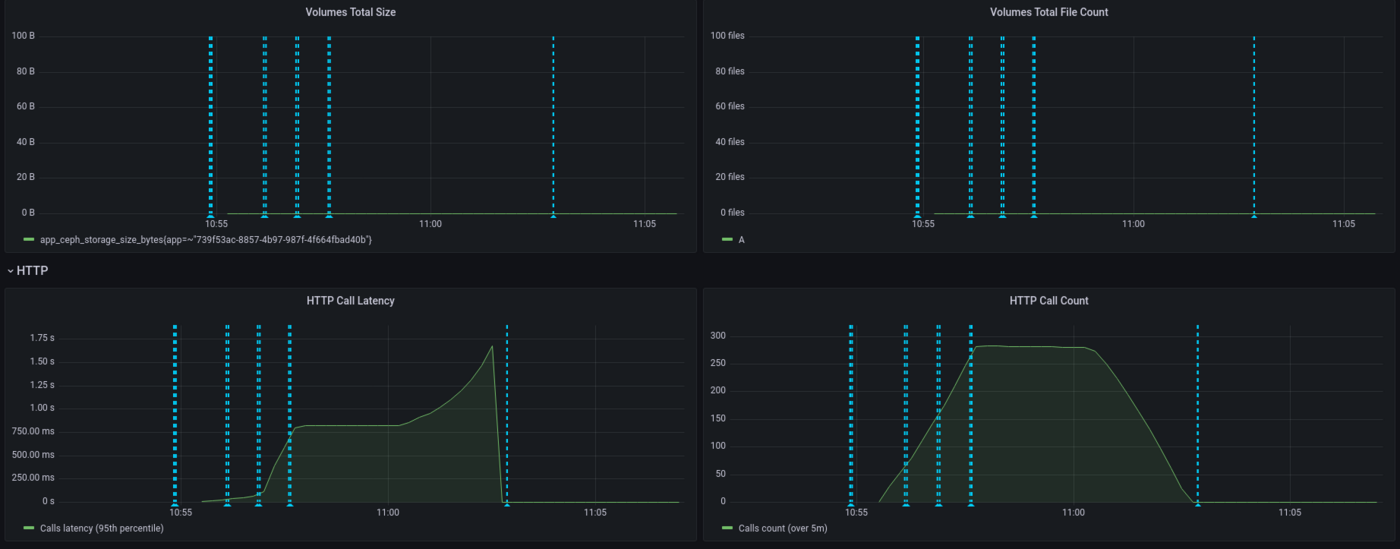 Volumes Total Size
100 B
80 B
60 B
40 B
20 B
0 B
10:55 11:00 11:05
app_ceph_storage_size_bytes{app=~"739f53ac-8857-4b97-987f-4f664fbad40b"}
Volumes Total File Count
100 files
80 files
60 files
40 files
20 files
0 files
10:55 11:00 11:05
A
HTTP
HTTP Call Latency
1.75 s
1.50 s
1.25 s
1.00 s
750.00 ms
500.00 ms
250.00 ms
0 s
10:55 11:00 11:05
Calls latency (95th percentile)
HTTP Call Count
300
250
200
150
100
50
0
10:55 11:00 11:05
Calls count (over 5m)